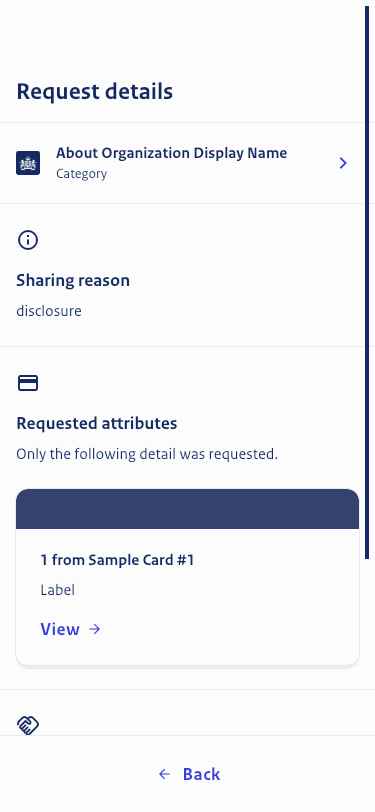 Request details
About Organization Display Name
Category
Sharing reason
disclosure
Requested attributes
Only the following detail was requested.
1 from Sample Card #1
Label
View
Back